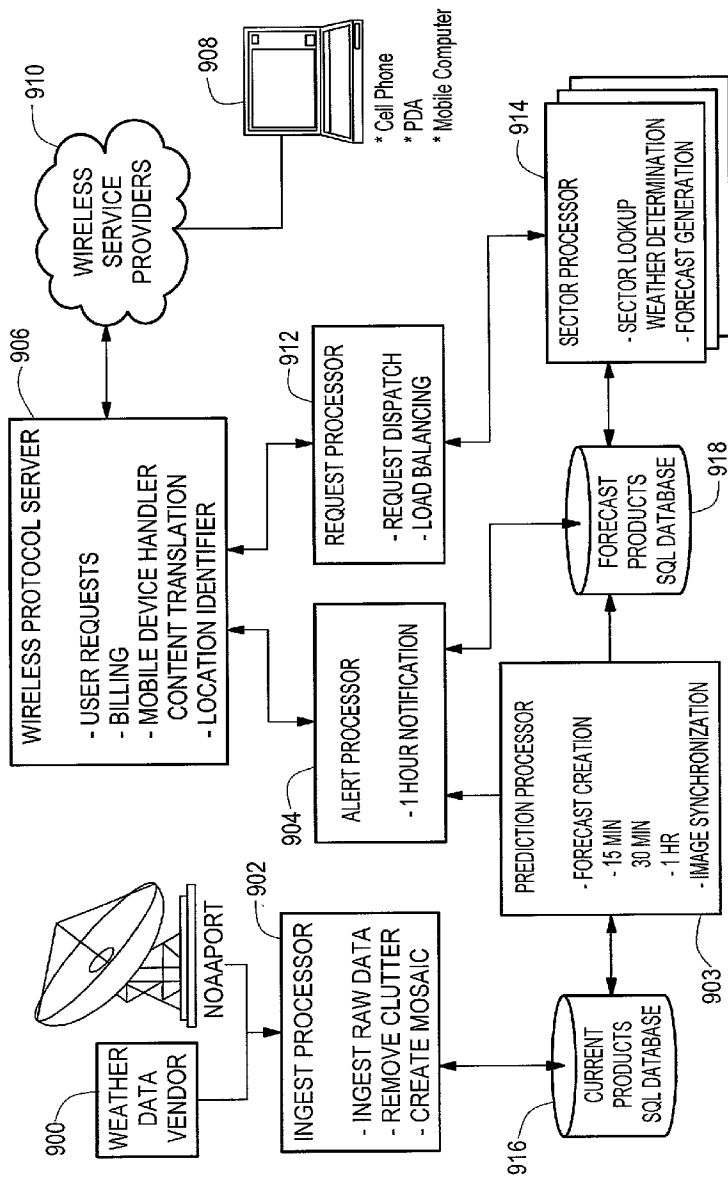 900
WEATHER
DATA
VENDOR
NOAAPORT
902
INGEST PROCESSOR
- INGEST RAW DATA
- REMOVE CLUTTER
- CREATE MOSAIC
916
CURRENT
PRODUCTS
SQL DATABASE
906
WIRELESS PROTOCOL SERVER
- USER REQUESTS
- BILLING
- MOBILE DEVICE HANDLER
CONTENT TRANSLATION
- LOCATION IDENTIFIER
904
ALERT PROCESSOR
- 1 HOUR NOTIFICATION
903
PREDICTION PROCESSOR
- FORECAST CREATION
- 15 MIN
30 MIN
- 1 HR
- IMAGE SYNCHRONIZATION
912
REQUEST PROCESSOR
- REQUEST DISPATCH
- LOAD BALANCING
918
FORECAST
PRODUCTS
SQL DATABASE
910
WIRELESS
SERVICE
PROVIDERS
908
* Cell Phone
* PDA
* Mobile Computer
914
SECTOR PROCESSOR
- SECTOR LOOKUP
WEATHER DETERMINATION
- FORECAST GENERATION